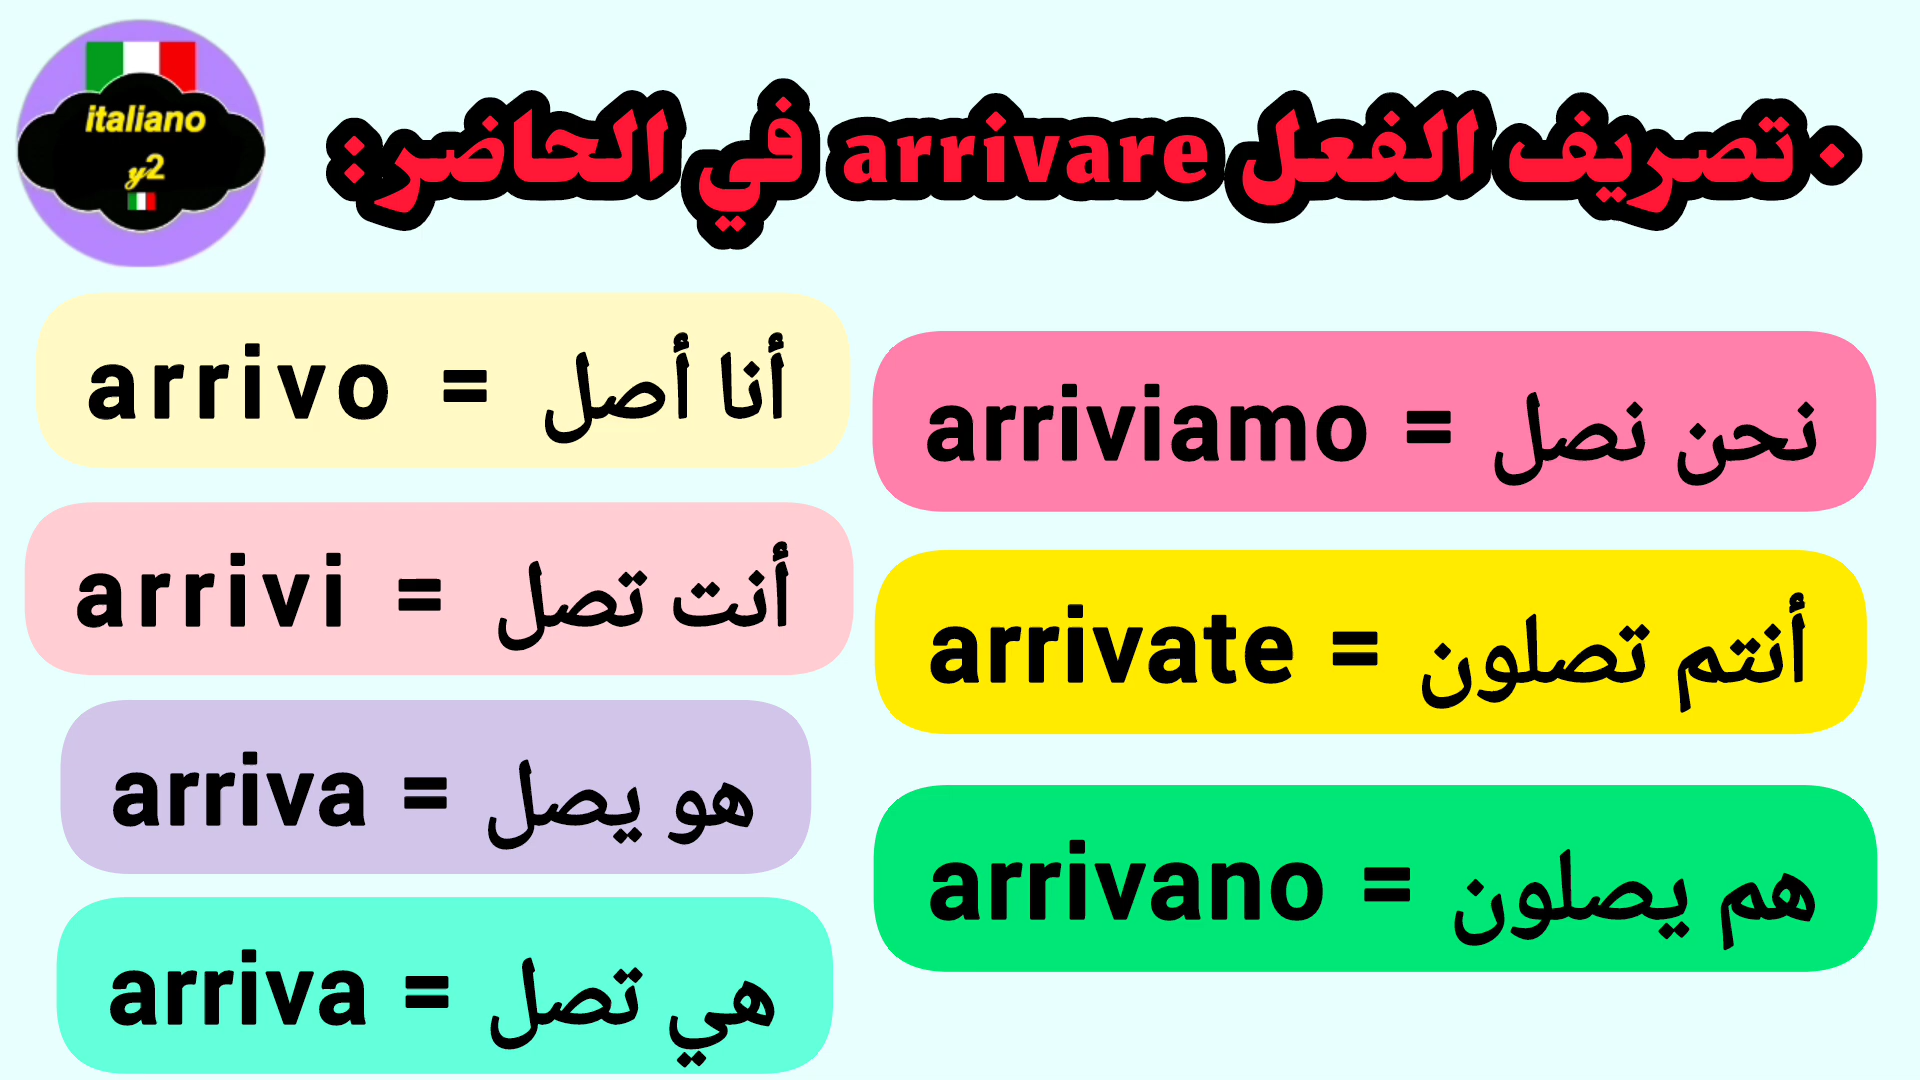 italiano
y2
• تصريف الفعل arrivare في الحاضر :
arrivo = أنا أصل
arrivi = أنت تصل
arriva = هو يصل
arriva = هي تصل
arriviamo = نحن نصل
arrivate = أنتم تصلون
arrivano = هم يصلون